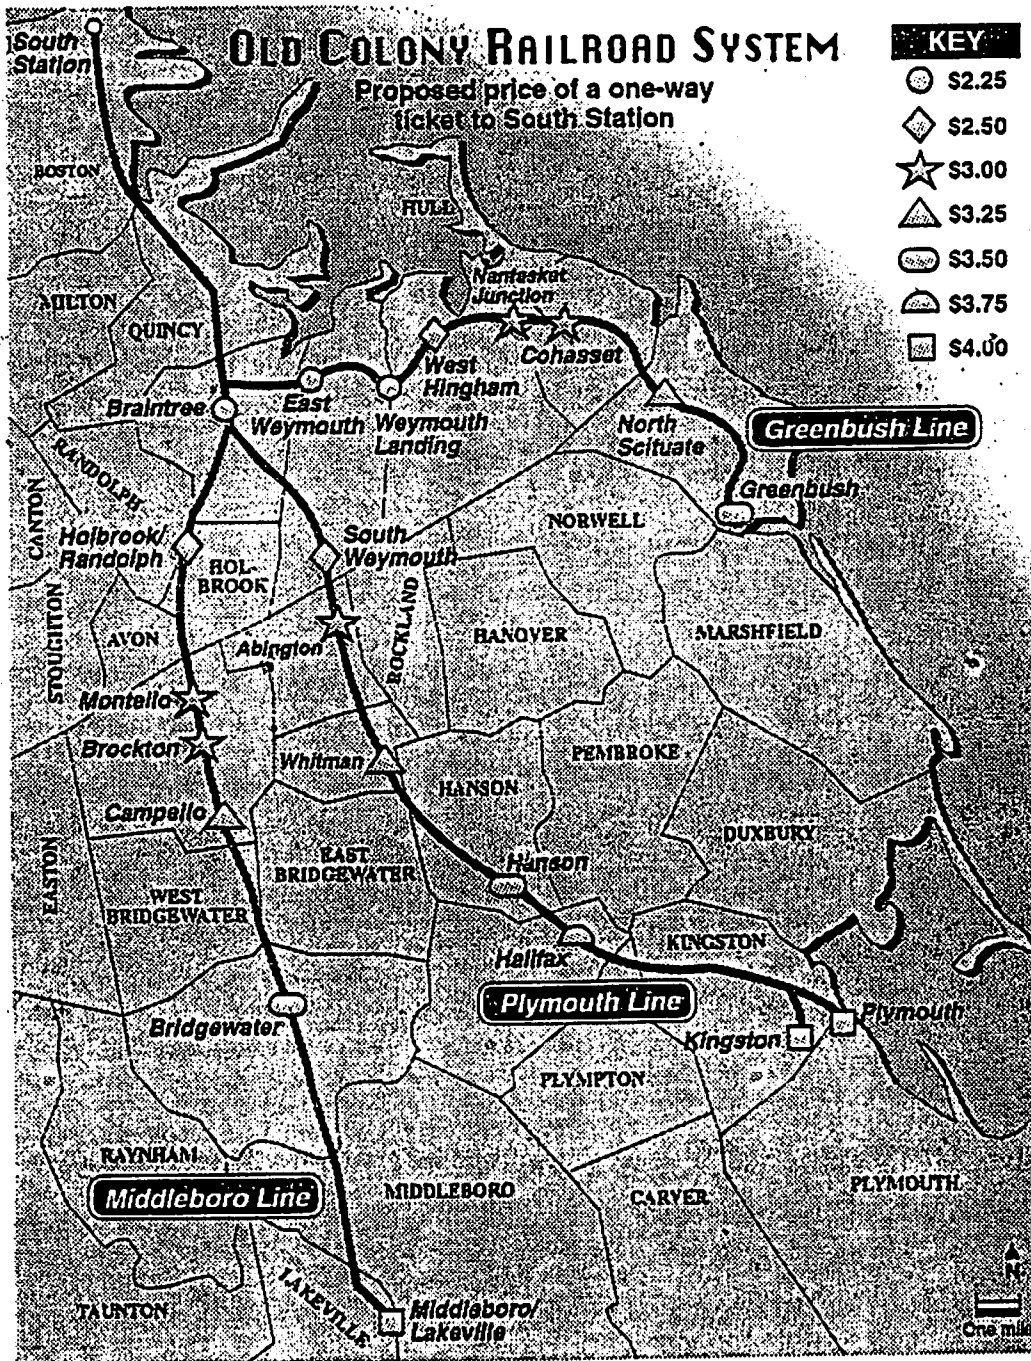 OLD COLONY RAILROAD SYSTEM
Proposed price of a one-way
ticket to South Station
KEY
$2.25
$2.50
$3.00
$3.25
$3.50
$3.75
$4.00
South
Station
BOSTON
HULL
MILTON
QUINCY
Nantasket
Junction
Cohasset
West
Hingham
Braintree
East
Weymouth
Weymouth
Landing
North
Scituate
Greenbush Line
Greenbush
RANDOLPH
CANTON
Holbrook/
Randolph
HOL-
BROOK
South
Weymouth
NORWELL
STOUGHTON
AVON
Abington
ROCKLAND
HANOVER
MARSHFIELD
Montello
Brockton
Whitman
HANSON
PEMBROKE
Campello
DUXBURY
EASTON
WEST
BRIDGEWATER
EAST
BRIDGEWATER
Hanson
Halifax
KINGSTON
Plymouth Line
Bridgewater
Kingston
Plymouth
PLYMPTON
RAYNHAM
Middleboro Line
MIDDLEBORO
CARVER
PLYMOUTH
TAUNTON
LAKEVILLE
Middleboro/
Lakeville
N
One mile